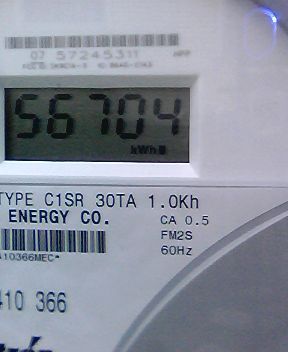 07 57245311
56704
kWh
TYPE C1SR 30TA 1.0Kh
ENERGY CO. CA 0.5
FM2S
60Hz
410 366